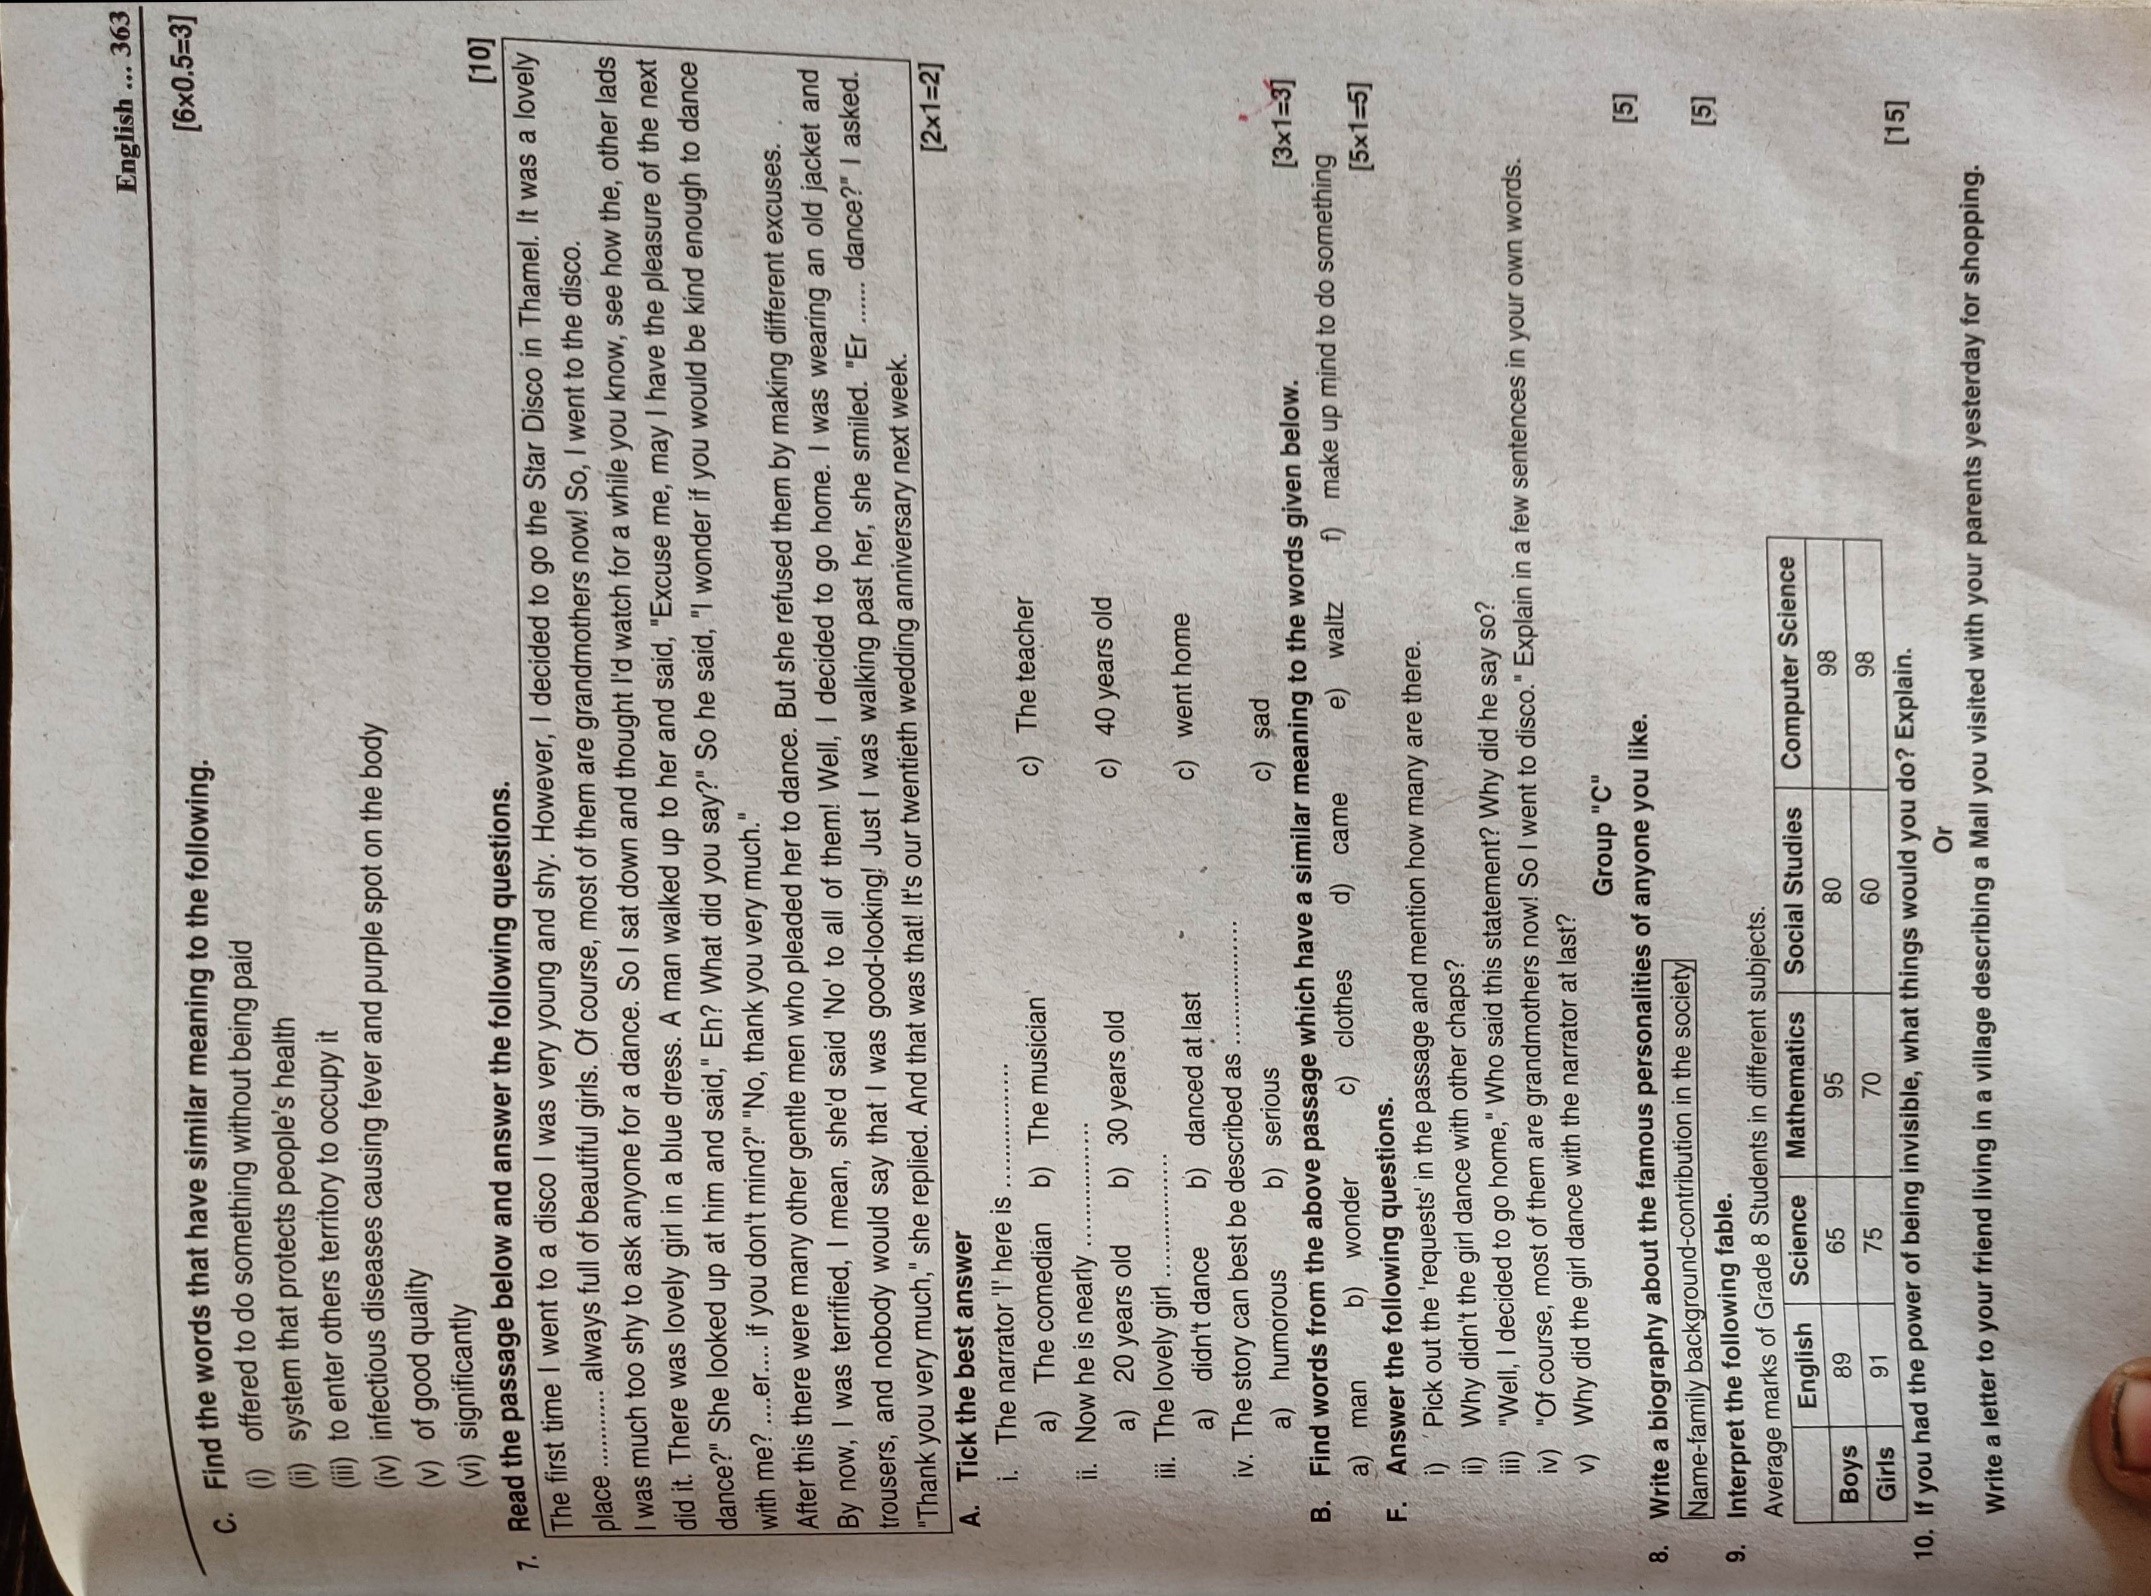 English ... 363
C. Find the words that have similar meaning to the following. [6x0.5=3]
(i) offered to do something without being paid
(ii) system that protects people's health
(iii) to enter others territory to occupy it
(iv) infectious diseases causing fever and purple spot on the body
(v) of good quality
(vi) significantly
7. Read the passage below and answer the following questions. [10]
The first time I went to a disco I was very young and shy. However, I decided to go the Star Disco in Thamel. It was a lovely
place ........... always full of beautiful girls. Of course, most of them are grandmothers now! So, I went to the disco.
I was much too shy to ask anyone for a dance. So I sat down and thought I'd watch for a while you know, see how the, other lads
did it. There was lovely girl in a blue dress. A man walked up to her and said, "Excuse me, may I have the pleasure of the next
dance?" She looked up at him and said," Eh? What did you say?" So he said, "I wonder if you would be kind enough to dance
with me? ....er.... if you don't mind?" "No, thank you very much."
After this there were many other gentle men who pleaded her to dance. But she refused them by making different excuses.
By now, I was terrified, I mean, she'd said 'No' to all of them! Well, I decided to go home. I was wearing an old jacket and
trousers, and nobody would say that I was good-looking! Just I was walking past her, she smiled. "Er ...... dance?" I asked.
"Thank you very much," she replied. And that was that! It's our twentieth wedding anniversary next week.
A. Tick the best answer [2x1=2]
i. The narrator 'I' here is .................
a) The comedian b) The musician c) The teacher
ii. Now he is nearly .................
a) 20 years old b) 30 years old c) 40 years old
iii. The lovely girl .................
a) didn't dance b) danced at last c) went home
iv. The story can best be described as .................
a) humorous b) serious c) sad
B. Find words from the above passage which have a similar meaning to the words given below. [3x1=3]
a) man b) wonder c) clothes d) came e) waltz f) make up mind to do something
F. Answer the following questions. [5x1=5]
i) Pick out the 'requests' in the passage and mention how many are there.
ii) Why didn't the girl dance with other chaps?
iii) "Well, I decided to go home," Who said this statement? Why did he say so?
iv) "Of course, most of them are grandmothers now! So I went to disco." Explain in a few sentences in your own words.
v) Why did the girl dance with the narrator at last?
Group "C"
8. Write a biography about the famous personalities of anyone you like. [5]
Name-family background-contribution in the society
9. Interpret the following fable. [5]
Average marks of Grade 8 Students in different subjects.
English Science Mathematics Social Studies Computer Science
Boys 89 65 95 80 98
Girls 91 75 70 60 98
10. If you had the power of being invisible, what things would you do? Explain. [15]
Or
Write a letter to your friend living in a village describing a Mall you visited with your parents yesterday for shopping.